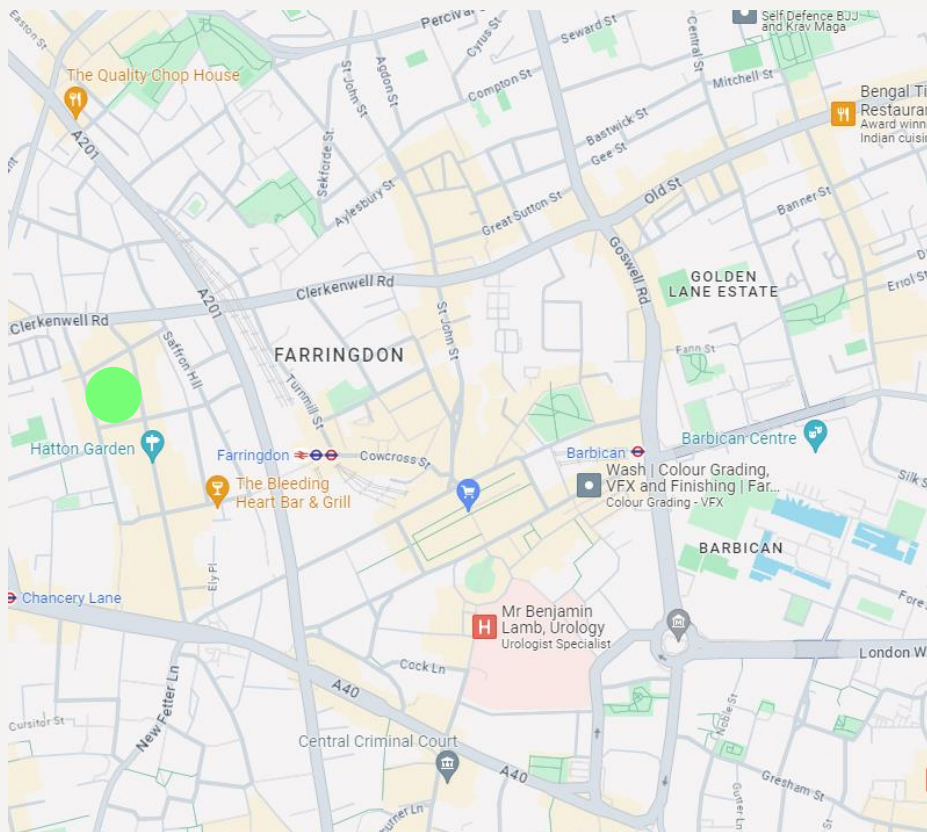 Easton St
Percival
Self Defence BJJ
and Krav Maga
Cyrus St
Seward St
Central St
The Quality Chop House
St John St
Agdon St
Compton St
Mitchell St
Bengal Ti
Restauran
Award winn
Indian cuisin
A201
Bastwick St
Gee St
Sekforde St
Aylesbury St
Old St
Great Sutton St
Banner St
Goswell Rd
GOLDEN
LANE ESTATE
Errol St
Clerkenwell Rd
A201
Clerkenwell Rd
Saffron Hill
St John St
FARRINGDON
Fann St
Turnmill St
Hatton Garden
Farringdon
Cowcross St
Barbican
Barbican Centre
The Bleeding
Heart Bar & Grill
Wash | Colour Grading,
VFX and Finishing | Far...
Colour Grading - VFX
Silk S
BARBICAN
Ely Pl
Chancery Lane
H
Mr Benjamin
Lamb, Urology
Urologist Specialist
Fore
London W
Cock Ln
A40
New Fetter Ln
Cursitor St
Noble St
Central Criminal Court
A40
Gresham St
Gutter Ln
urner Ln